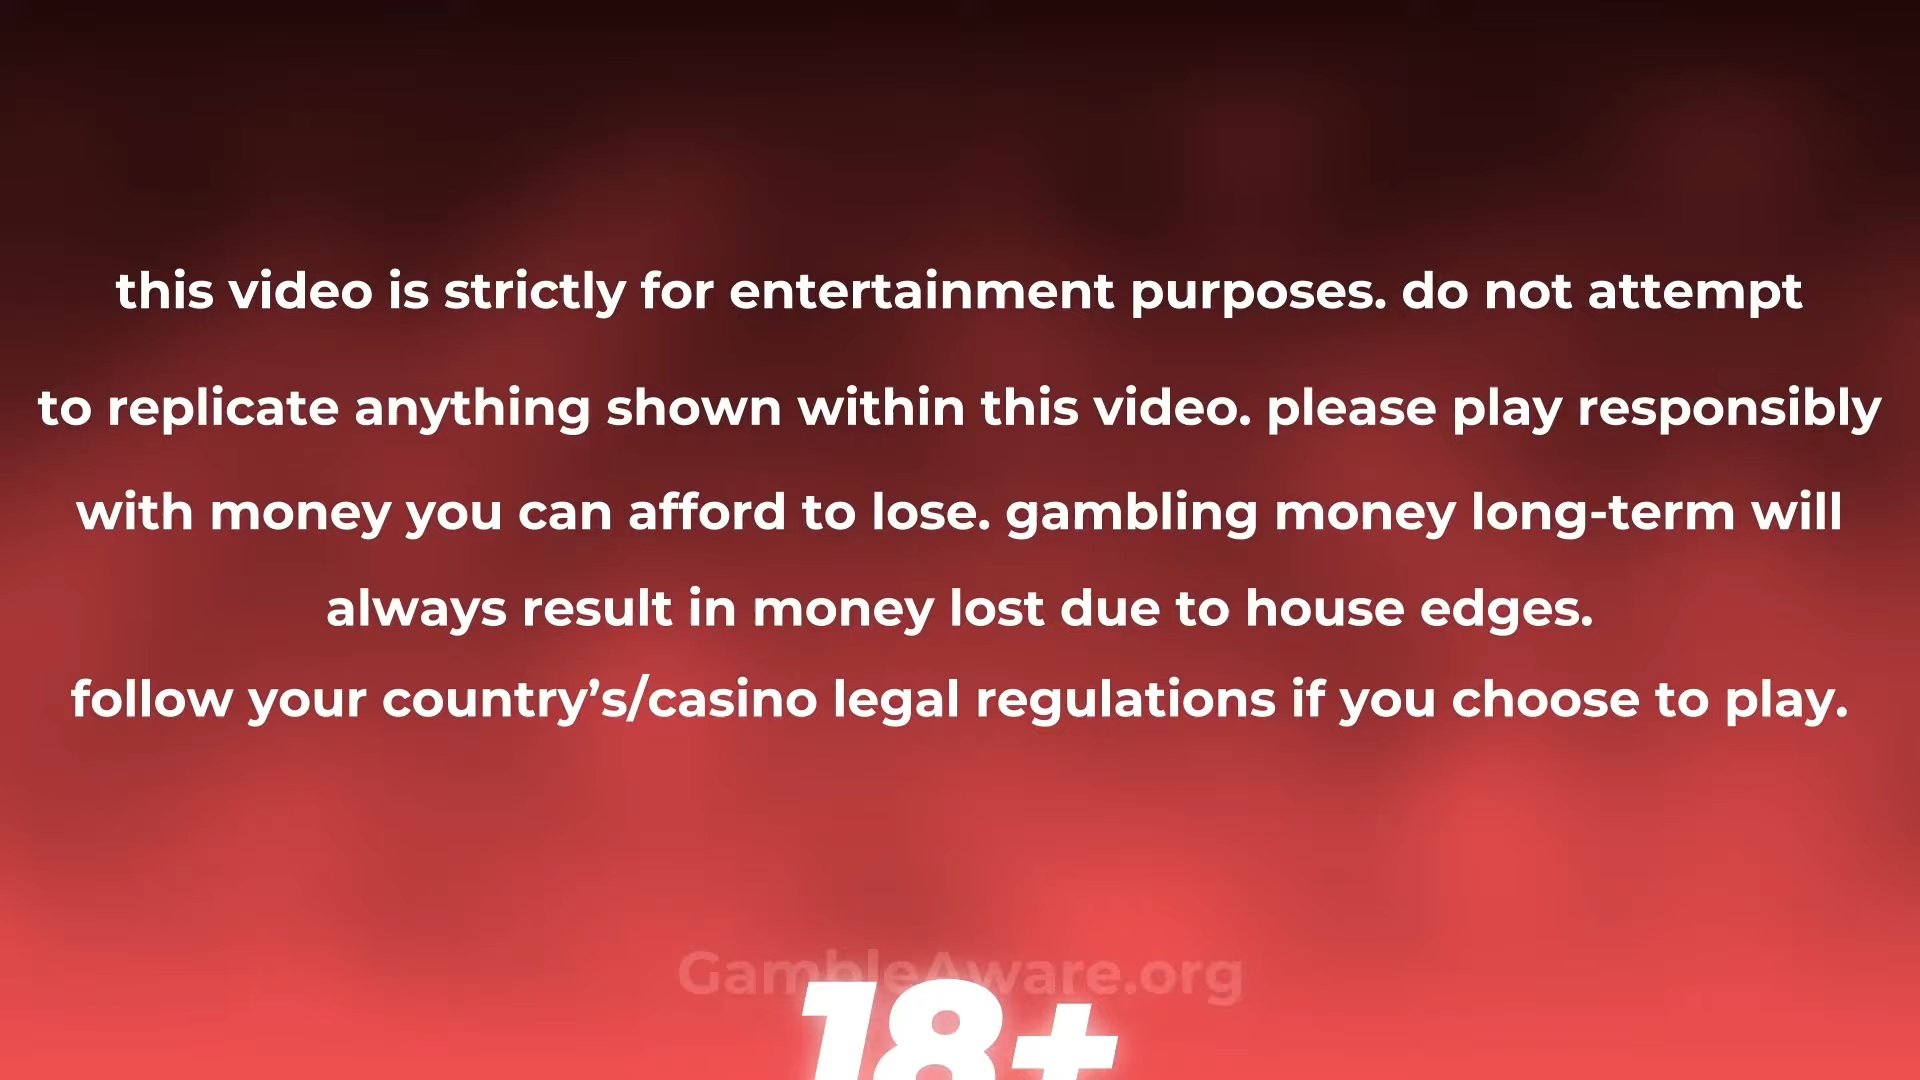 this video is strictly for entertainment purposes. do not attempt
to replicate anything shown within this video. please play responsibly
with money you can afford to lose. gambling money long-term will
always result in money lost due to house edges.
follow your country’s/casino legal regulations if you choose to play.
GambleAware.org
18+